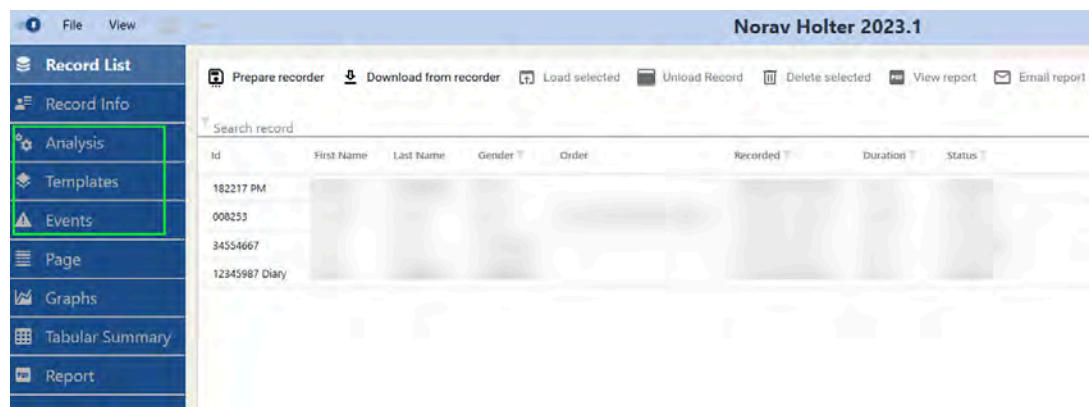 File View
Norav Holter 2023.1
Record List
Record Info
Analysis
Templates
Events
Page
Graphs
Tabular Summary
Report
Prepare recorder Download from recorder Load selected Unload Record Delete selected View report Email report
Search record
Id First Name Last Name Gender Order Recorded Duration Status
182217 PM
008253
34554667
12345987 Diary